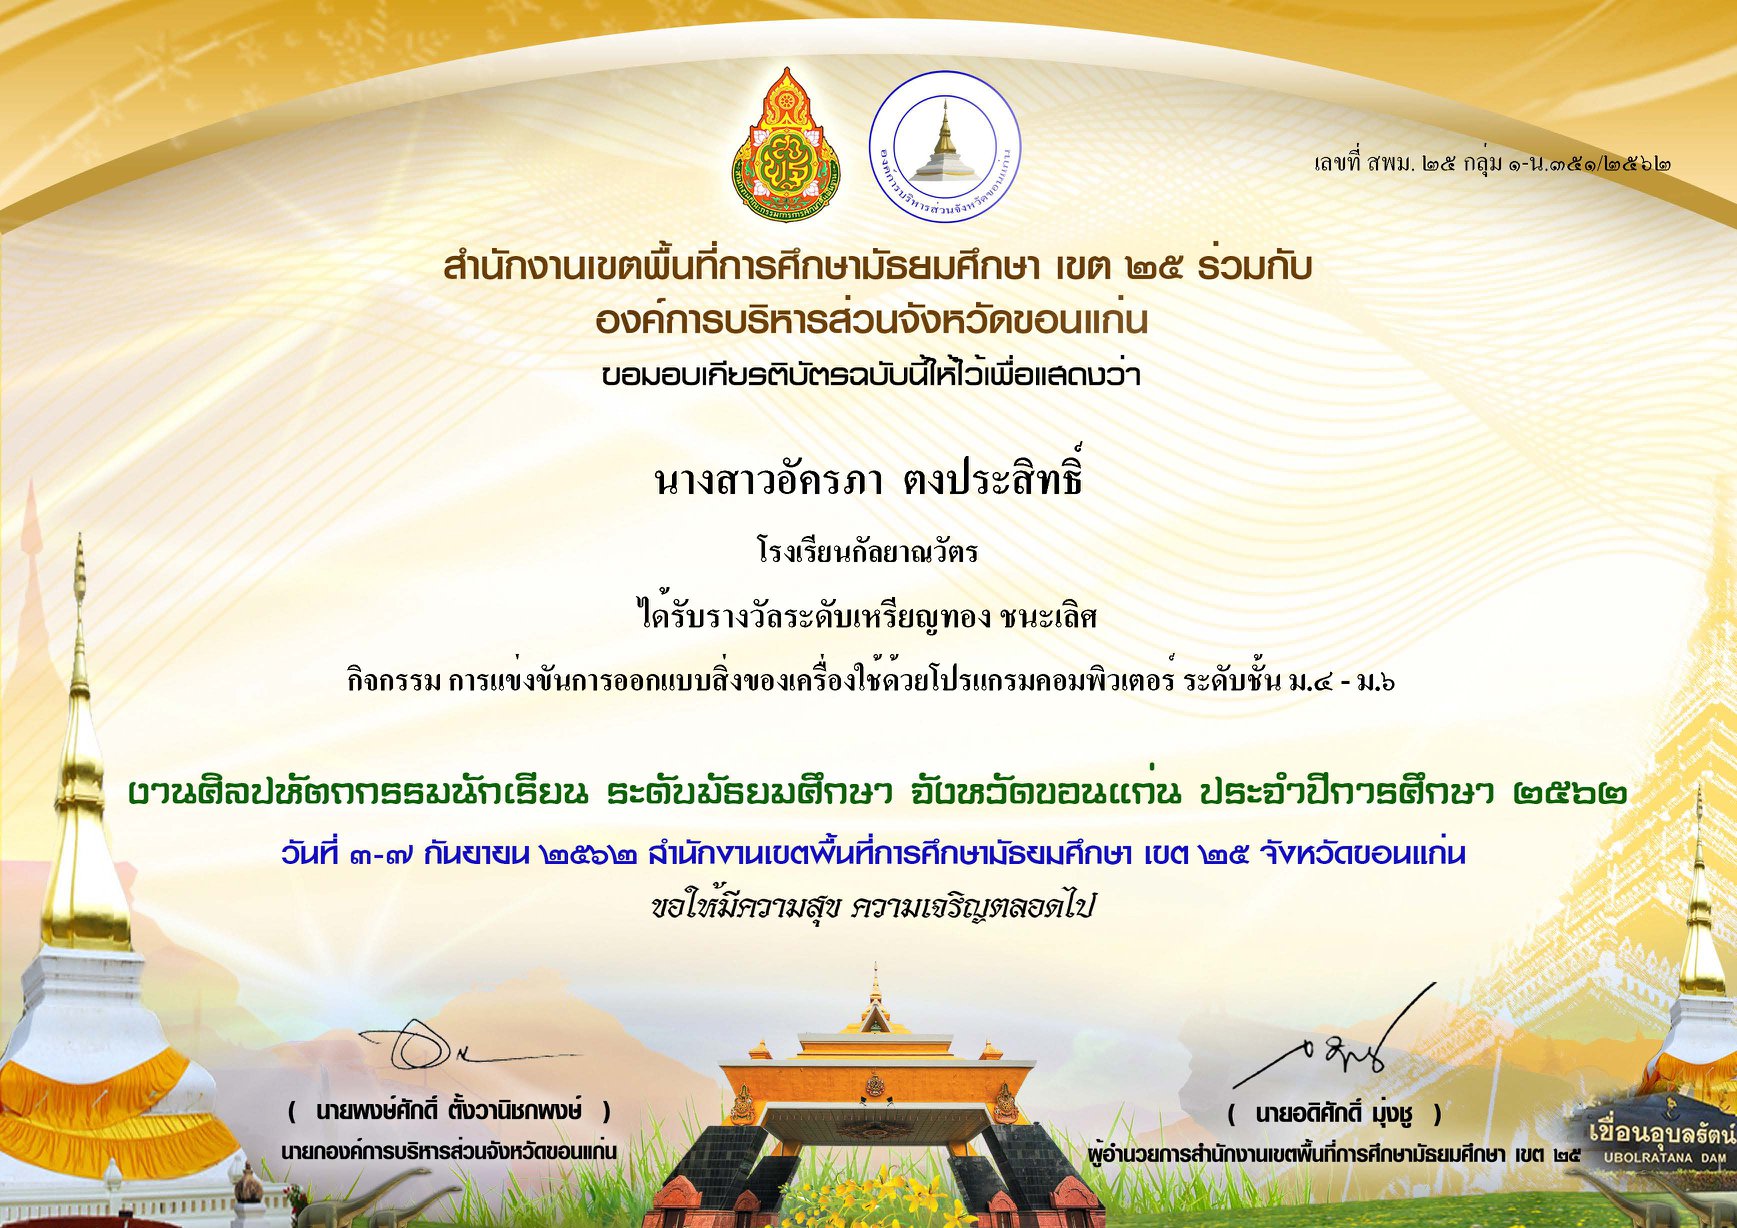 องค์การบริหารส่วนจังหวัดขอนแก่น
เลขที่ สพม. ๒๕ กลุ่ม ๑-น.๓๕๑/๒๕๖๒
สำนักงานเขตพื้นที่การศึกษามัธยมศึกษา เขต ๒๕ ร่วมกับ
องค์การบริหารส่วนจังหวัดขอนแก่น
ขอมอบเกียรติบัตรฉบับนี้ให้ไว้เพื่อแสดงว่า
นางสาวอัครภา ตงประสิทธิ์
โรงเรียนกัลยาณวัตร
ได้รับรางวัลระดับเหรียญทอง ชนะเลิศ
กิจกรรม การแข่งขันการออกแบบสิ่งของเครื่องใช้ด้วยโปรแกรมคอมพิวเตอร์ ระดับชั้น ม.๔ - ม.๖
งานศิลปหัตถกรรมนักเรียน ระดับมัธยมศึกษา จังหวัดขอนแก่น ประจำปีการศึกษา ๒๕๖๒
วันที่ ๓-๗ กันยายน ๒๕๖๒ สำนักงานเขตพื้นที่การศึกษามัธยมศึกษา เขต ๒๕ จังหวัดขอนแก่น
ขอให้มีความสุข ความเจริญตลอดไป
( นายพงษ์ศักดิ์ ตั้งวานิชกพงษ์ )
นายกองค์การบริหารส่วนจังหวัดขอนแก่น
( นายอดิศักดิ์ มุ่งชู )
ผู้อำนวยการสำนักงานเขตพื้นที่การศึกษามัธยมศึกษา เขต ๒๕
เขื่อนอุบลรัตน์
UBOLRATANA DAM